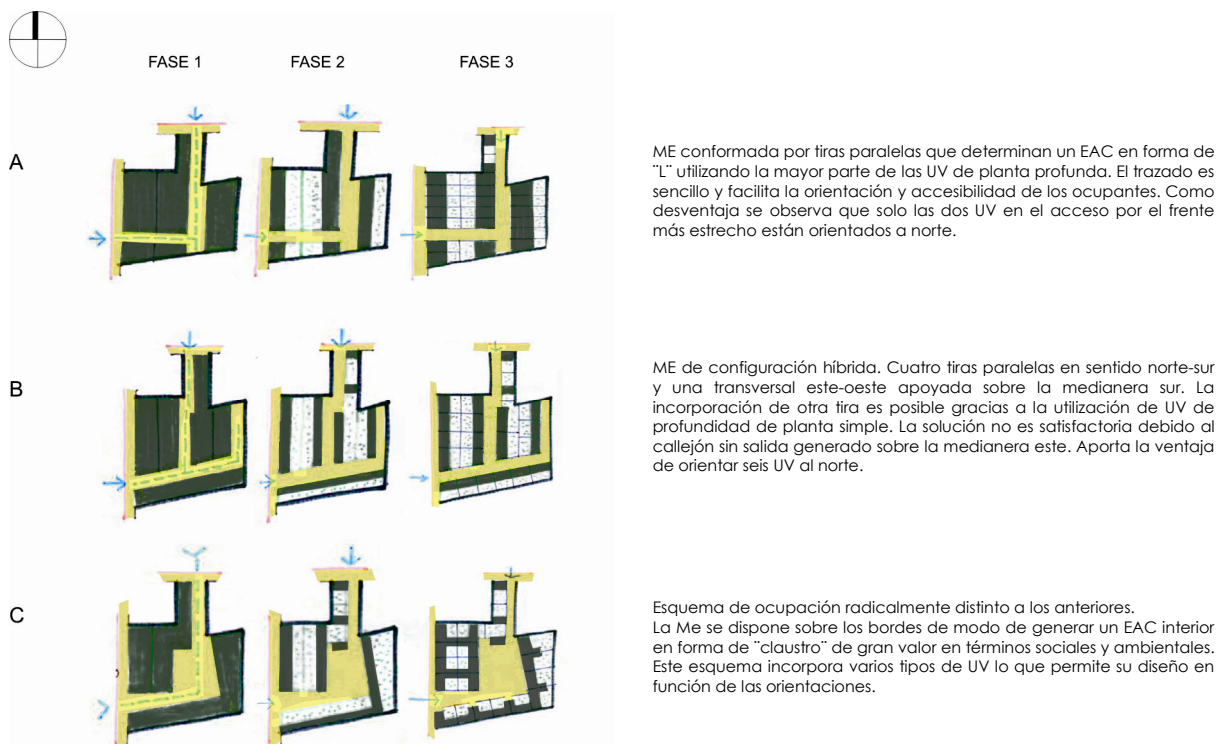 FASE 1 FASE 2 FASE 3
A
ME conformada por tiras paralelas que determinan un EAC en forma de
¨L¨ utilizando la mayor parte de las UV de planta profunda. El trazado es
sencillo y facilita la orientación y accesibilidad de los ocupantes. Como
desventaja se observa que solo las dos UV en el acceso por el frente
más estrecho están orientados a norte.
B
ME de configuración híbrida. Cuatro tiras paralelas en sentido norte-sur
y una transversal este-oeste apoyada sobre la medianera sur. La
incorporación de otra tira es posible gracias a la utilización de UV de
profundidad de planta simple. La solución no es satisfactoria debido al
callejón sin salida generado sobre la medianera este. Aporta la ventaja
de orientar seis UV al norte.
C
Esquema de ocupación radicalmente distinto a los anteriores.
La Me se dispone sobre los bordes de modo de generar un EAC interior
en forma de ¨claustro¨ de gran valor en términos sociales y ambientales.
Este esquema incorpora varios tipos de UV lo que permite su diseño en
función de las orientaciones.